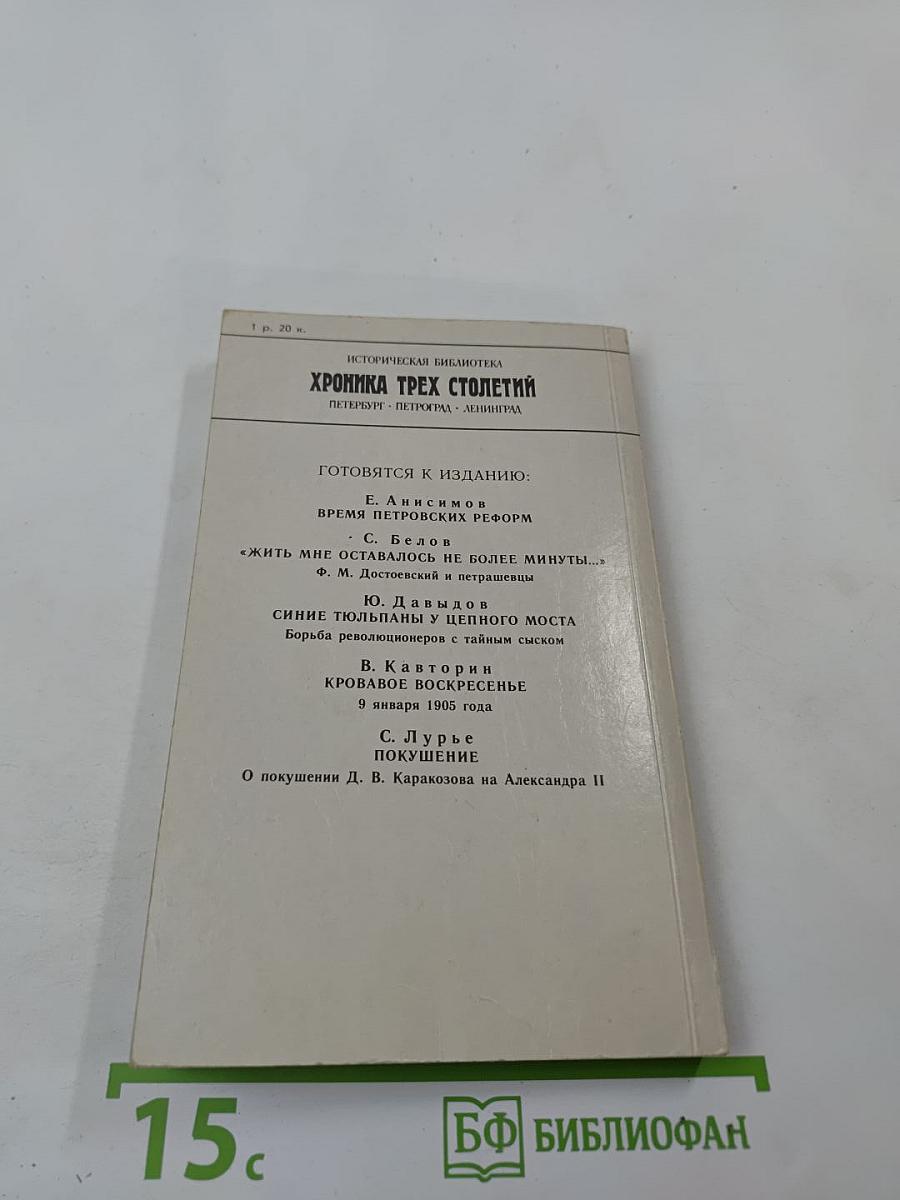 1 р. 20 к.
ИСТОРИЧЕСКАЯ БИБЛИОТЕКА
ХРОНИКА ТРЕХ СТОЛЕТИЙ
ПЕТЕРБУРГ · ПЕТРОГРАД · ЛЕНИНГРАД
ГОТОВЯТСЯ К ИЗДАНИЮ:
Е. Анисимов
ВРЕМЯ ПЕТРОВСКИХ РЕФОРМ
С. Белов
«ЖИТЬ МНЕ ОСТАВАЛОСЬ НЕ БОЛЕЕ МИНУТЫ...»
Ф. М. Достоевский и петрашевцы
Ю. Давыдов
СИНИЕ ТЮЛЬПАНЫ У ЦЕПНОГО МОСТА
Борьба революционеров с тайным сыском
В. Кавторин
КРОВАВОЕ ВОСКРЕСЕНЬЕ
9 января 1905 года
С. Лурье
ПОКУШЕНИЕ
О покушении Д. В. Каракозова на Александра II
15 с
БФ БИБЛИОФАН